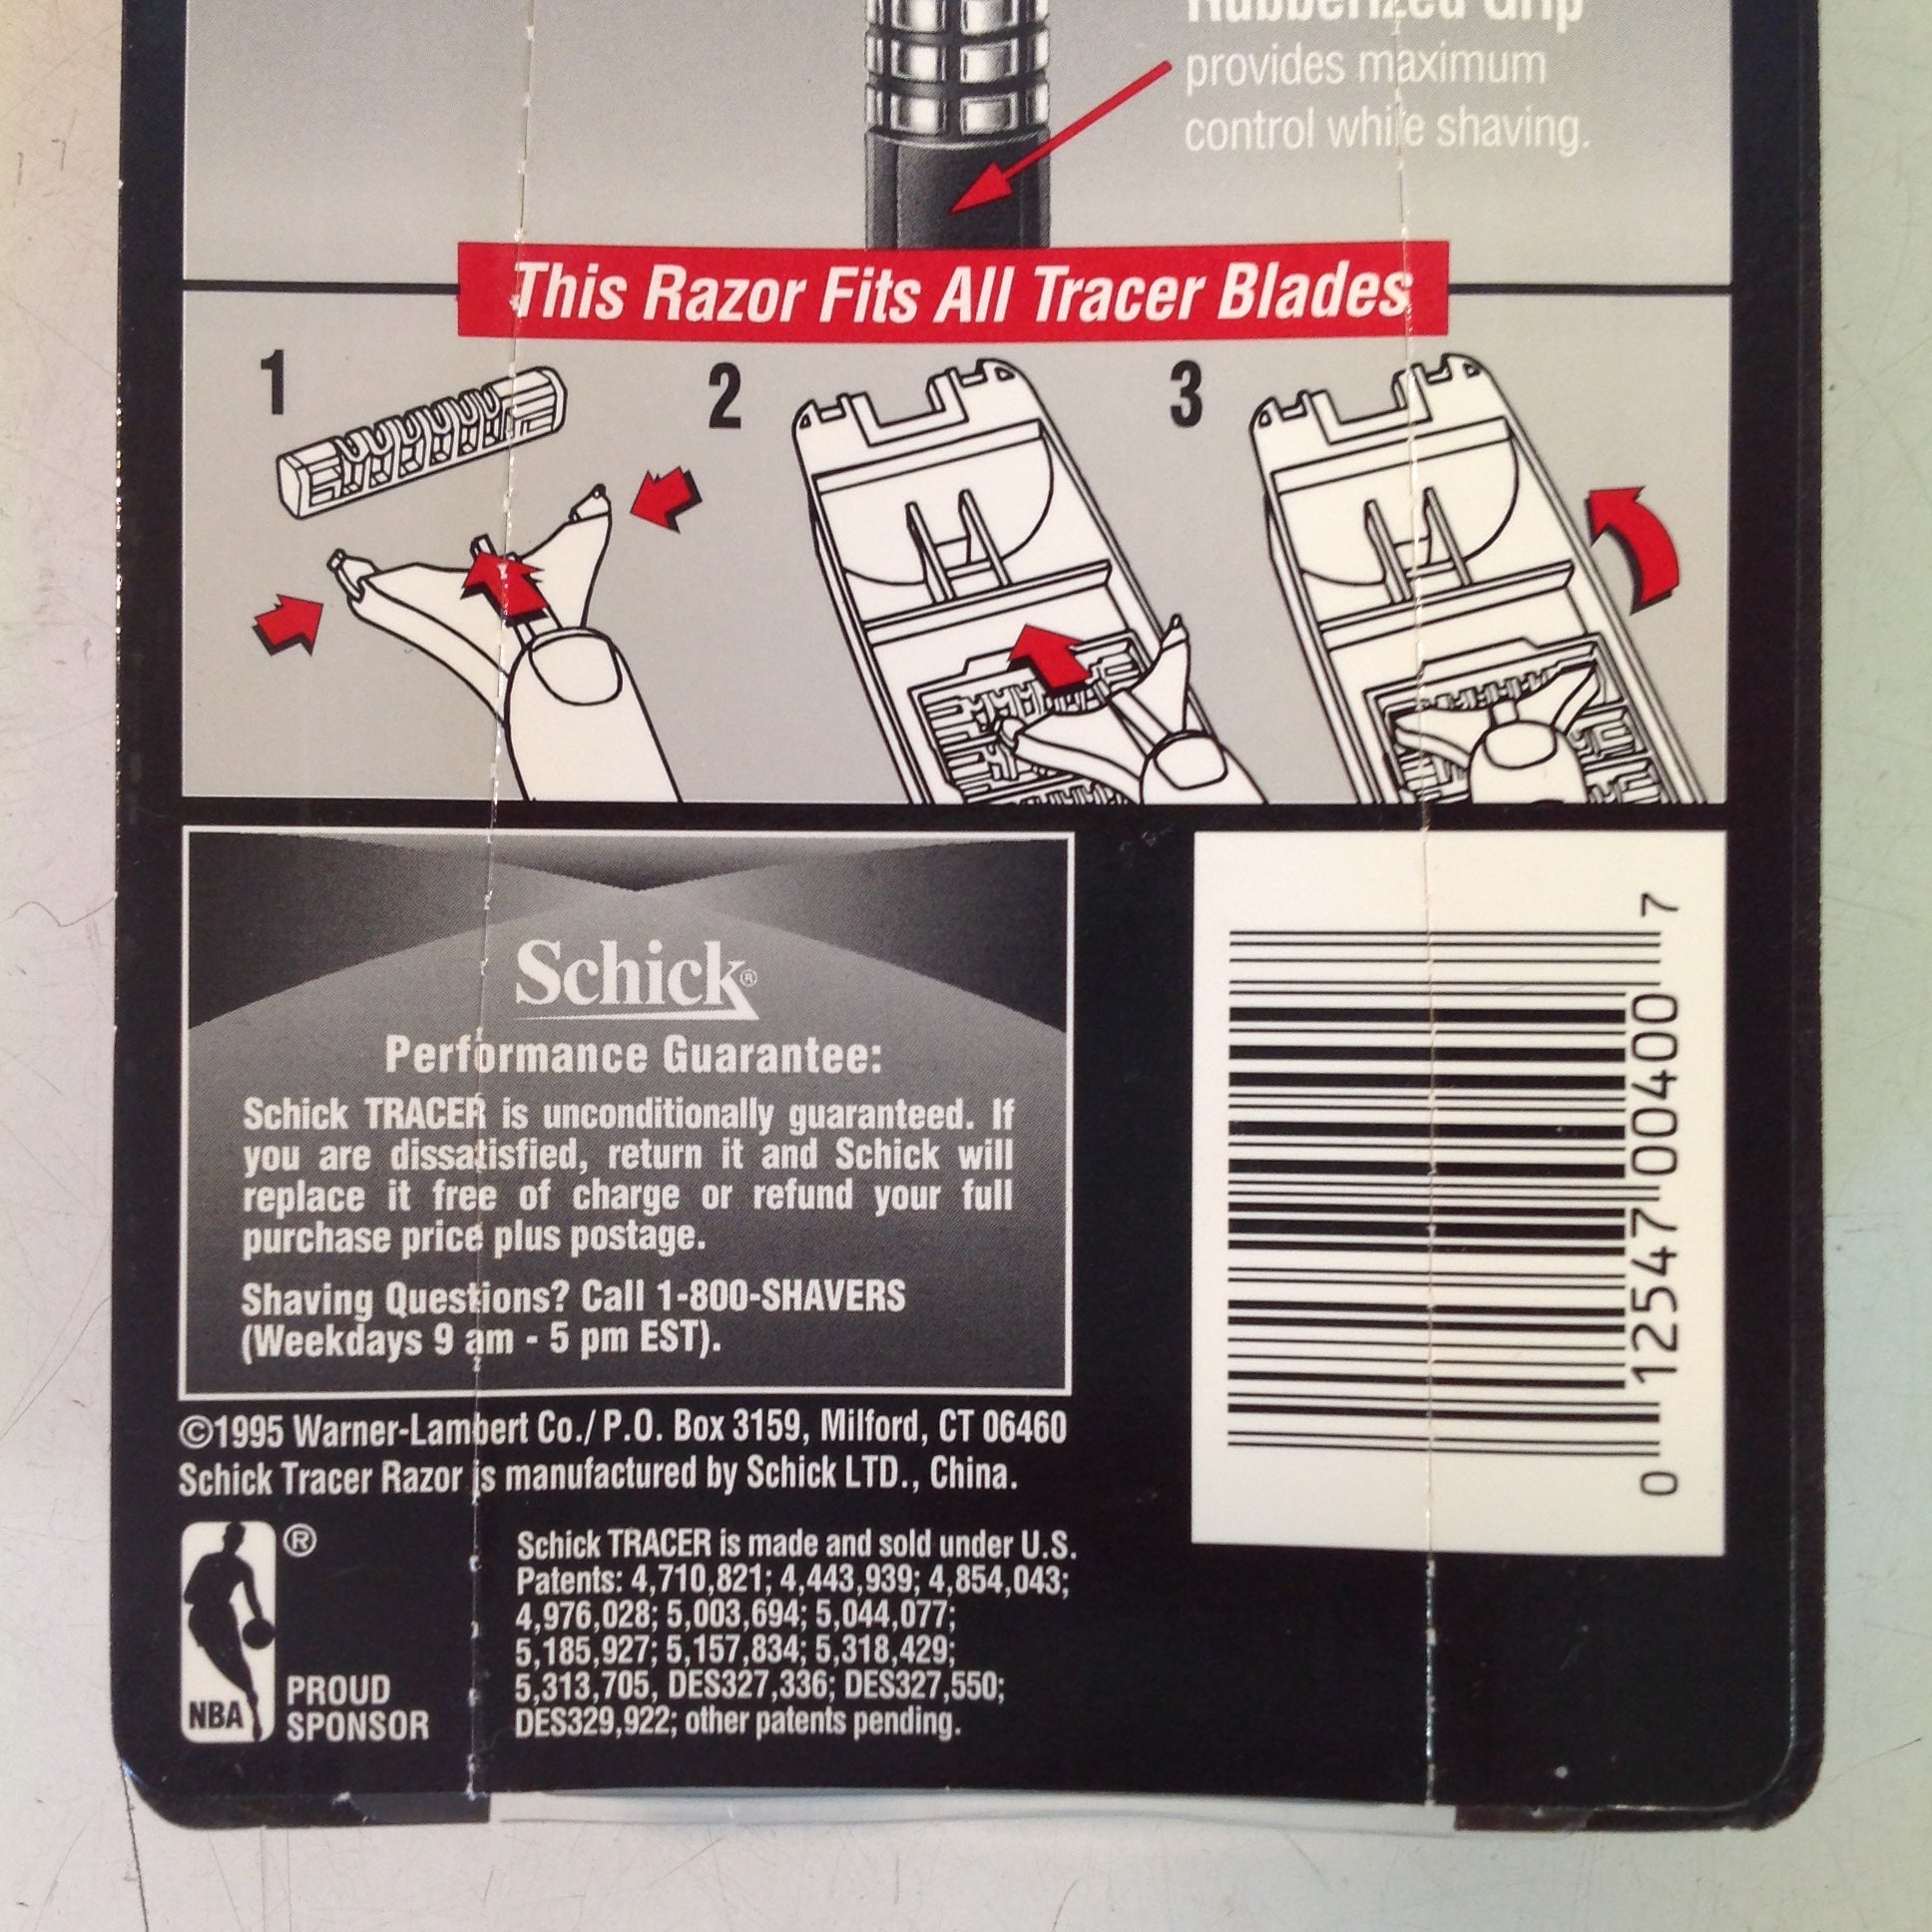 Rubberized Grip
provides maximum
control while shaving.
This Razor Fits All Tracer Blades
1
2
3
Schick®
Performance Guarantee:
Schick TRACER is unconditionally guaranteed. If
you are dissatisfied, return it and Schick will
replace it free of charge or refund your full
purchase price plus postage.
Shaving Questions? Call 1-800-SHAVERS
(Weekdays 9 am - 5 pm EST).
©1995 Warner-Lambert Co./ P.O. Box 3159, Milford, CT 06460
Schick Tracer Razor is manufactured by Schick LTD., China.
®
NBA
PROUD
SPONSOR
Schick TRACER is made and sold under U.S.
Patents: 4,710,821; 4,443,939; 4,854,043;
4,976,028; 5,003,694; 5,044,077;
5,185,927; 5,157,834; 5,318,429;
5,313,705, DES327,336; DES327,550;
DES329,922; other patents pending.
0 12547 00400 7